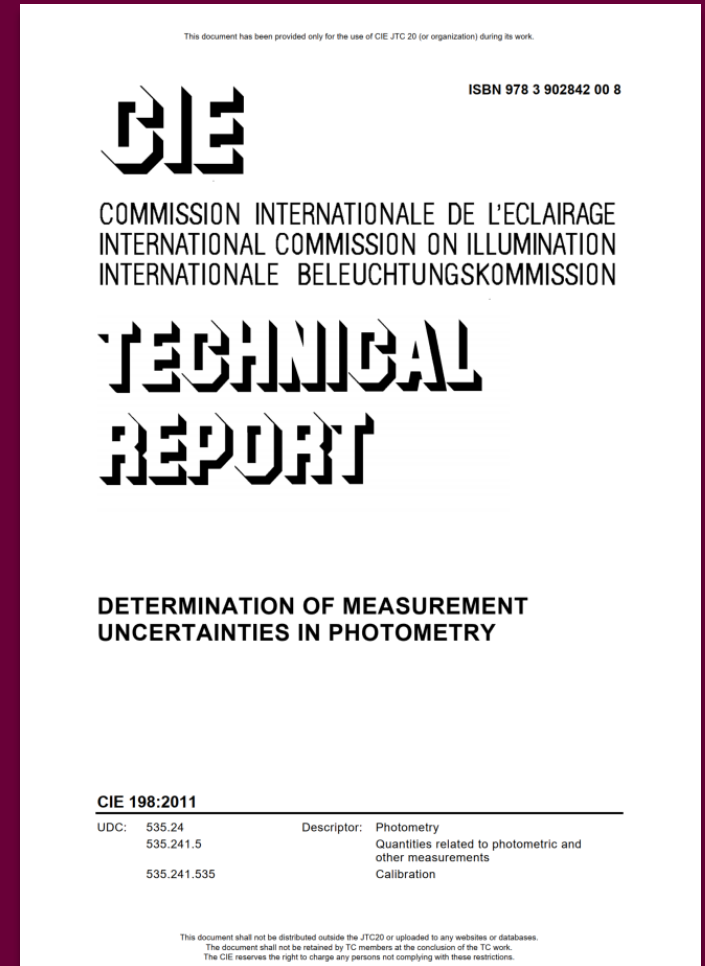 This document has been provided only for the use of CIE JTC 20 (or organization) during its work.
ISBN 978 3 902842 00 8
CIE
COMMISSION INTERNATIONALE DE L'ECLAIRAGE
INTERNATIONAL COMMISSION ON ILLUMINATION
INTERNATIONALE BELEUCHTUNGSKOMMISSION
TECHNICAL
REPORT
DETERMINATION OF MEASUREMENT
UNCERTAINTIES IN PHOTOMETRY
CIE 198:2011
UDC: 535.24 Descriptor: Photometry
535.241.5 Quantities related to photometric and
other measurements
535.241.535 Calibration
This document shall not be distributed outside the JTC20 or uploaded to any websites or databases.
The document shall not be retained by TC members at the conclusion of the TC work.
The CIE reserves the right to charge any persons not complying with these restrictions.